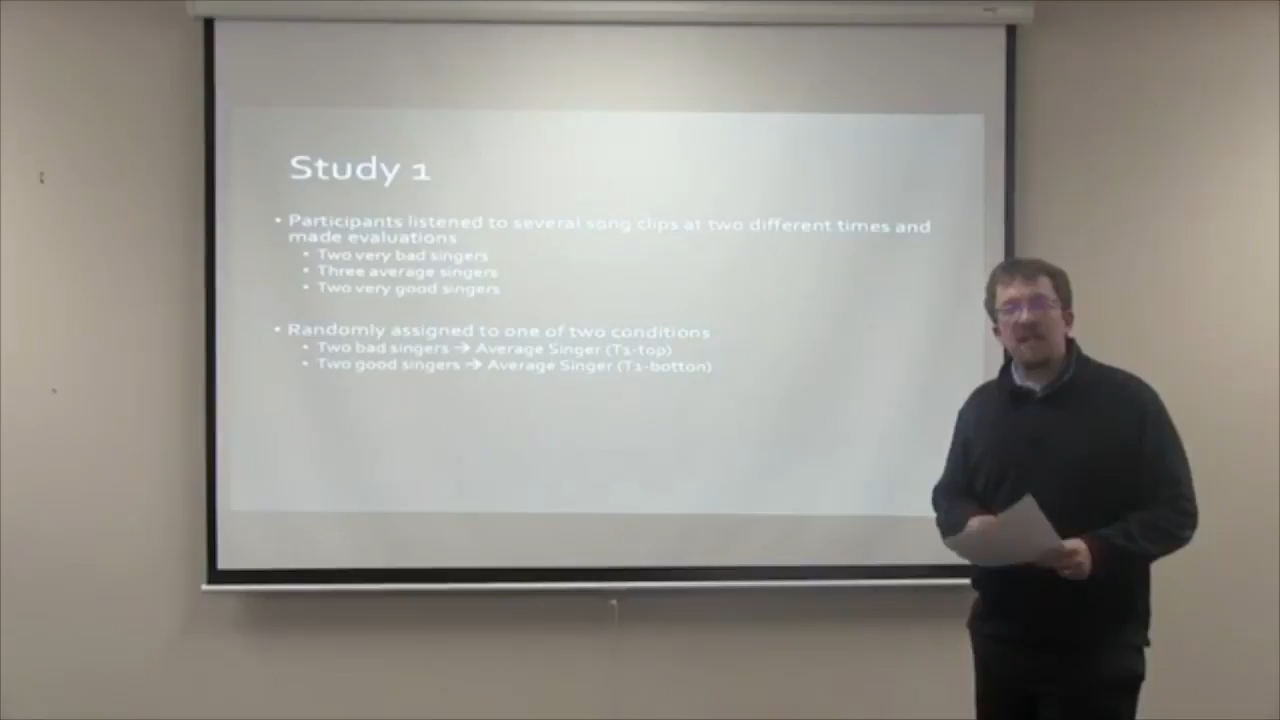 Study 1
• Participants listened to several song clips at two different times and
made evaluations
• Two very bad singers
• Three average singers
• Two very good singers
• Randomly assigned to one of two conditions
• Two bad singers → Average Singer (T1-top)
• Two good singers → Average Singer (T1-botton)